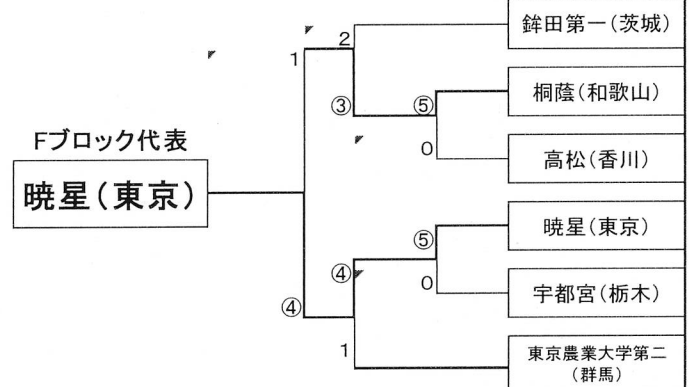 鉾田第一(茨城)
2
1
桐蔭(和歌山)
③
⑤
Fブロック代表
0
高松(香川)
暁星(東京)
暁星(東京)
⑤
④
0
宇都宮(栃木)
④
1
東京農業大学第二
(群馬)